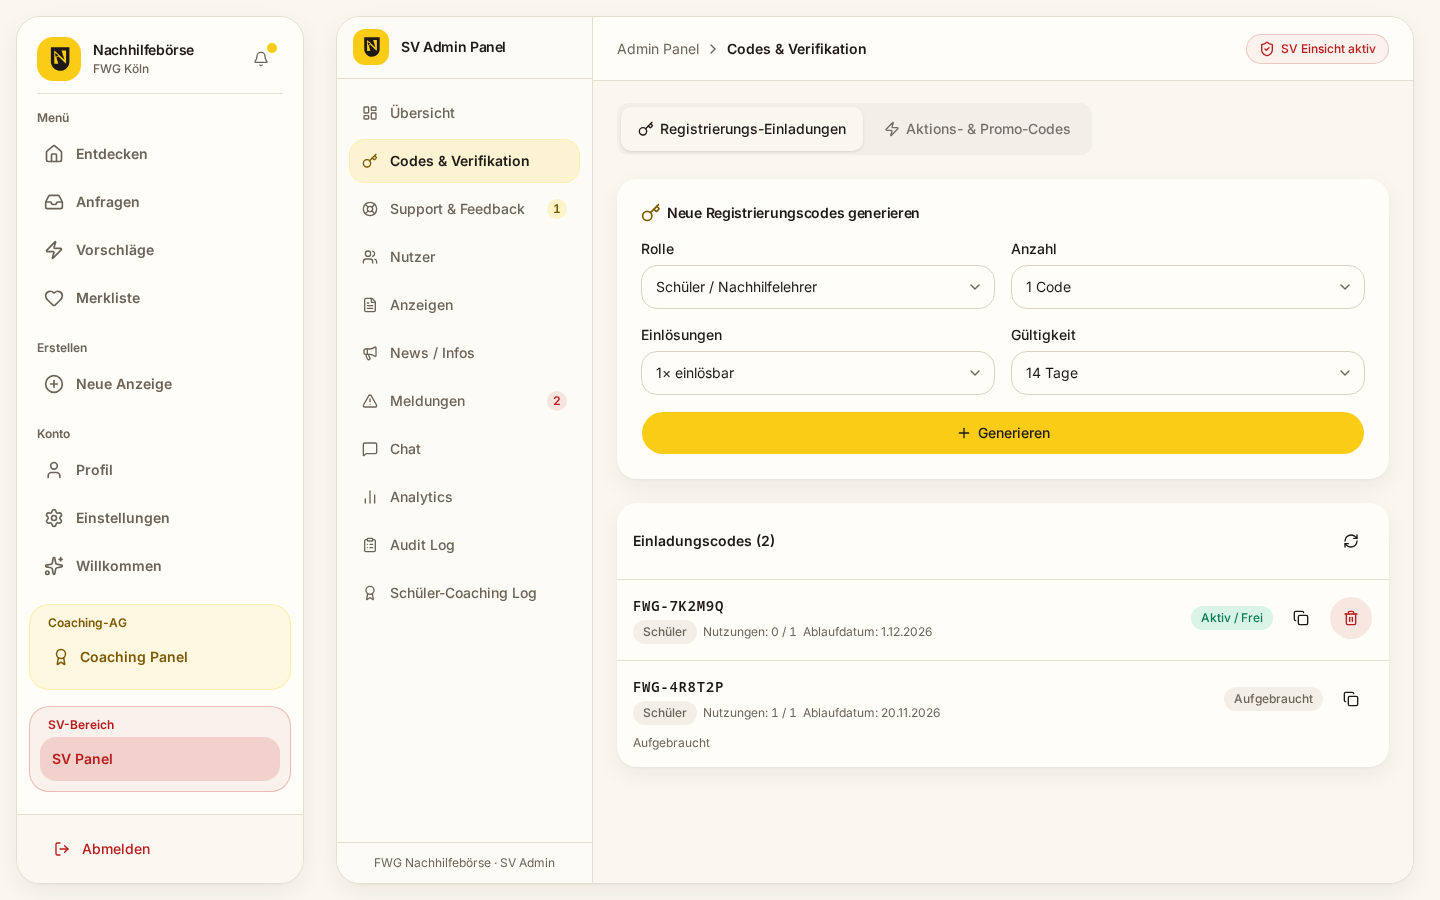 Nachhilfebörse
FWG Köln
Menü
Entdecken
Anfragen
Vorschläge
Merkliste
Erstellen
Neue Anzeige
Konto
Profil
Einstellungen
Willkommen
Coaching-AG
Coaching Panel
SV-Bereich
SV Panel
Abmelden
SV Admin Panel
Übersicht
Codes & Verifikation
Support & Feedback 1
Nutzer
Anzeigen
News / Infos
Meldungen 2
Chat
Analytics
Audit Log
Schüler-Coaching Log
FWG Nachhilfebörse · SV Admin
Admin Panel > Codes & Verifikation
SV Einsicht aktiv
Registrierungs-Einladungen
Aktions- & Promo-Codes
Neue Registrierungscodes generieren
Rolle
Schüler / Nachhilfelehrer
Anzahl
1 Code
Einlösungen
1× einlösbar
Gültigkeit
14 Tage
+ Generieren
Einladungscodes (2)
FWG-7K2M9Q
Schüler Nutzungen: 0 / 1 Ablaufdatum: 1.12.2026
Aktiv / Frei
FWG-4R8T2P
Schüler Nutzungen: 1 / 1 Ablaufdatum: 20.11.2026
Aufgebraucht
Aufgebraucht